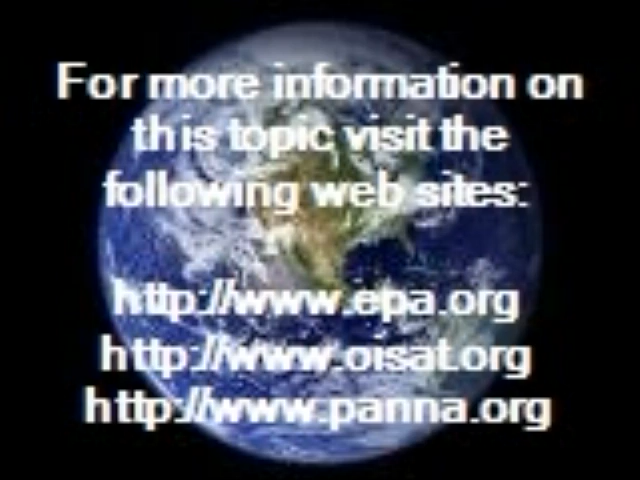 For more information on
this topic visit the
following web sites:
http://www.epa.org
http://www.oisat.org
http://www.panna.org